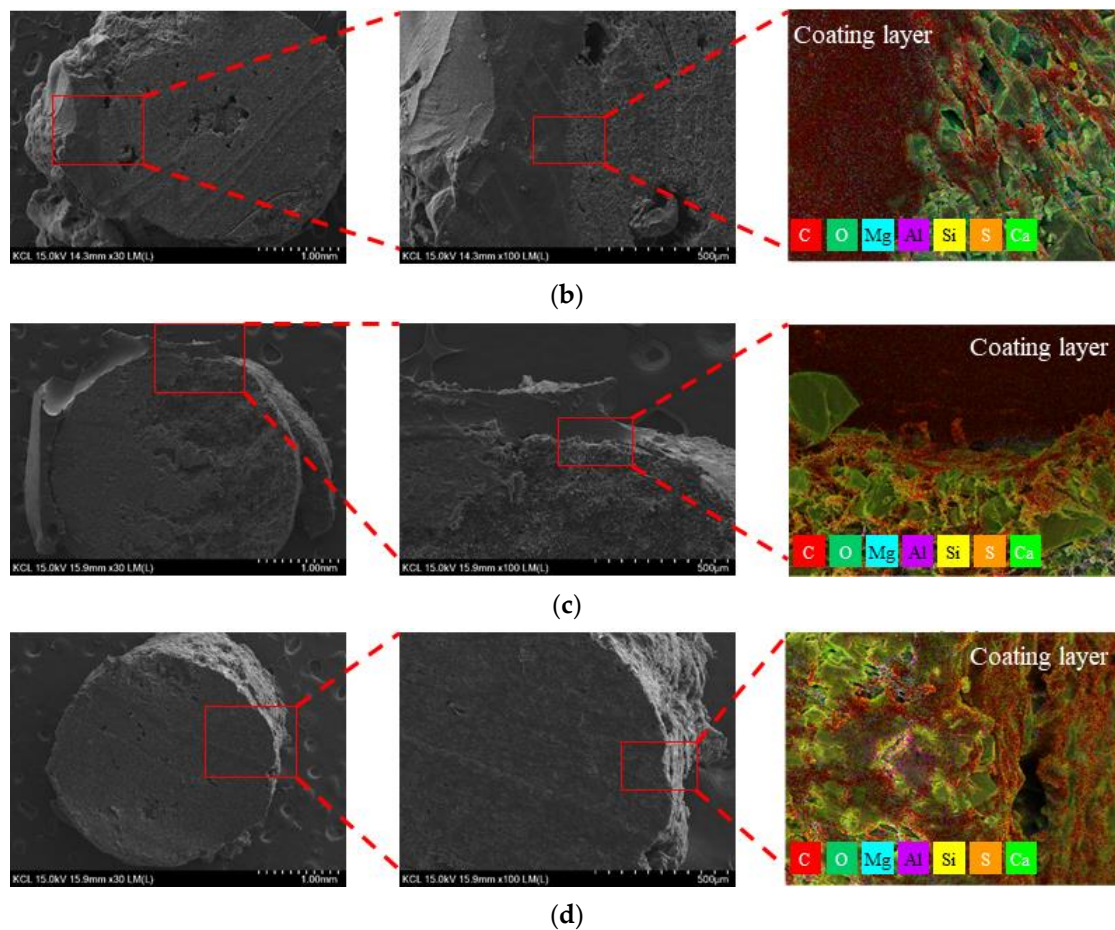 Coating layer
C O Mg Al Si S Ca
KCL 15.0kV 14.3mm x30 LM(L) 1.00mm
KCL 15.0kV 14.3mm x100 LM(L) 500µm
(b)
Coating layer
C O Mg Al Si S Ca
KCL 15.0kV 15.9mm x30 LM(L) 1.00mm
KCL 15.0kV 15.9mm x100 LM(L) 500µm
(c)
Coating layer
C O Mg Al Si S Ca
KCL 15.0kV 15.9mm x30 LM(L) 1.00mm
KCL 15.0kV 15.9mm x100 LM(L) 500µm
(d)